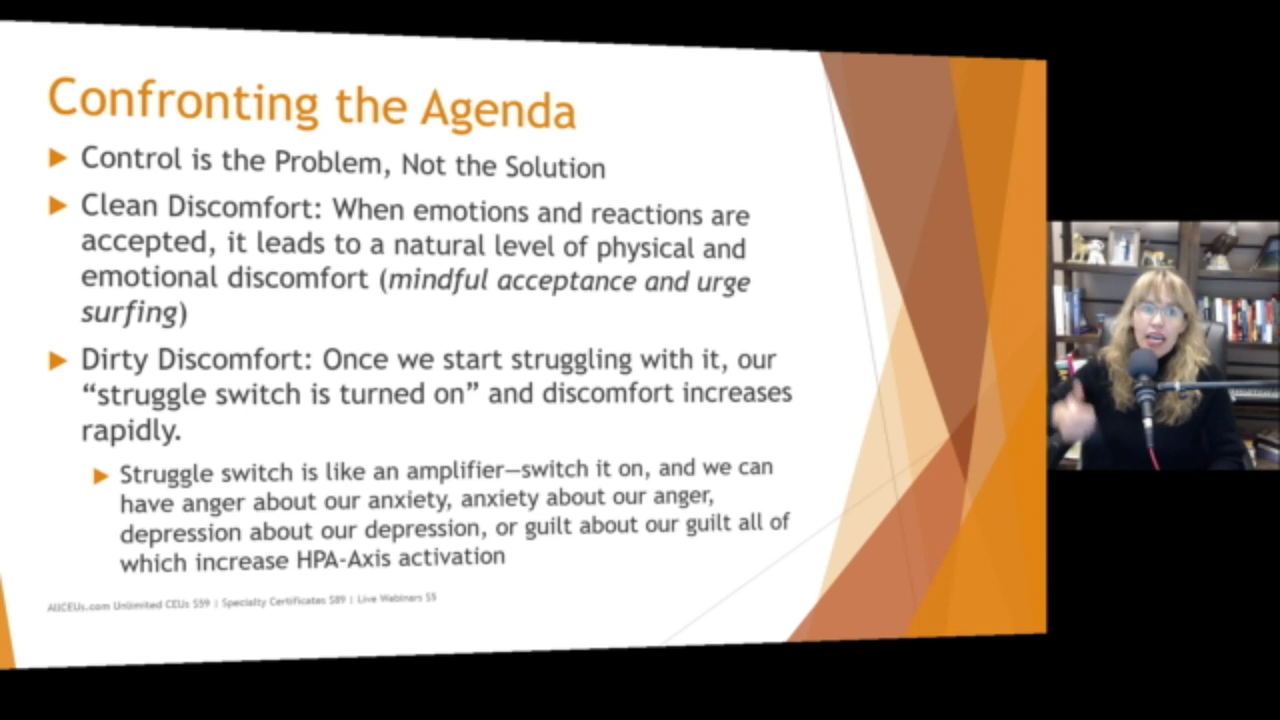 Confronting the Agenda
Control is the Problem, Not the Solution
Clean Discomfort: When emotions and reactions are
accepted, it leads to a natural level of physical and
emotional discomfort (mindful acceptance and urge
surfing)
Dirty Discomfort: Once we start struggling with it, our
“struggle switch is turned on” and discomfort increases
rapidly.
Struggle switch is like an amplifier—switch it on, and we can
have anger about our anxiety, anxiety about our anger,
depression about our depression, or guilt about our guilt all of
which increase HPA-Axis activation
AllCEUs.com Unlimited CEUs $59 | Specialty Certificates $89 | Live Webinars $5